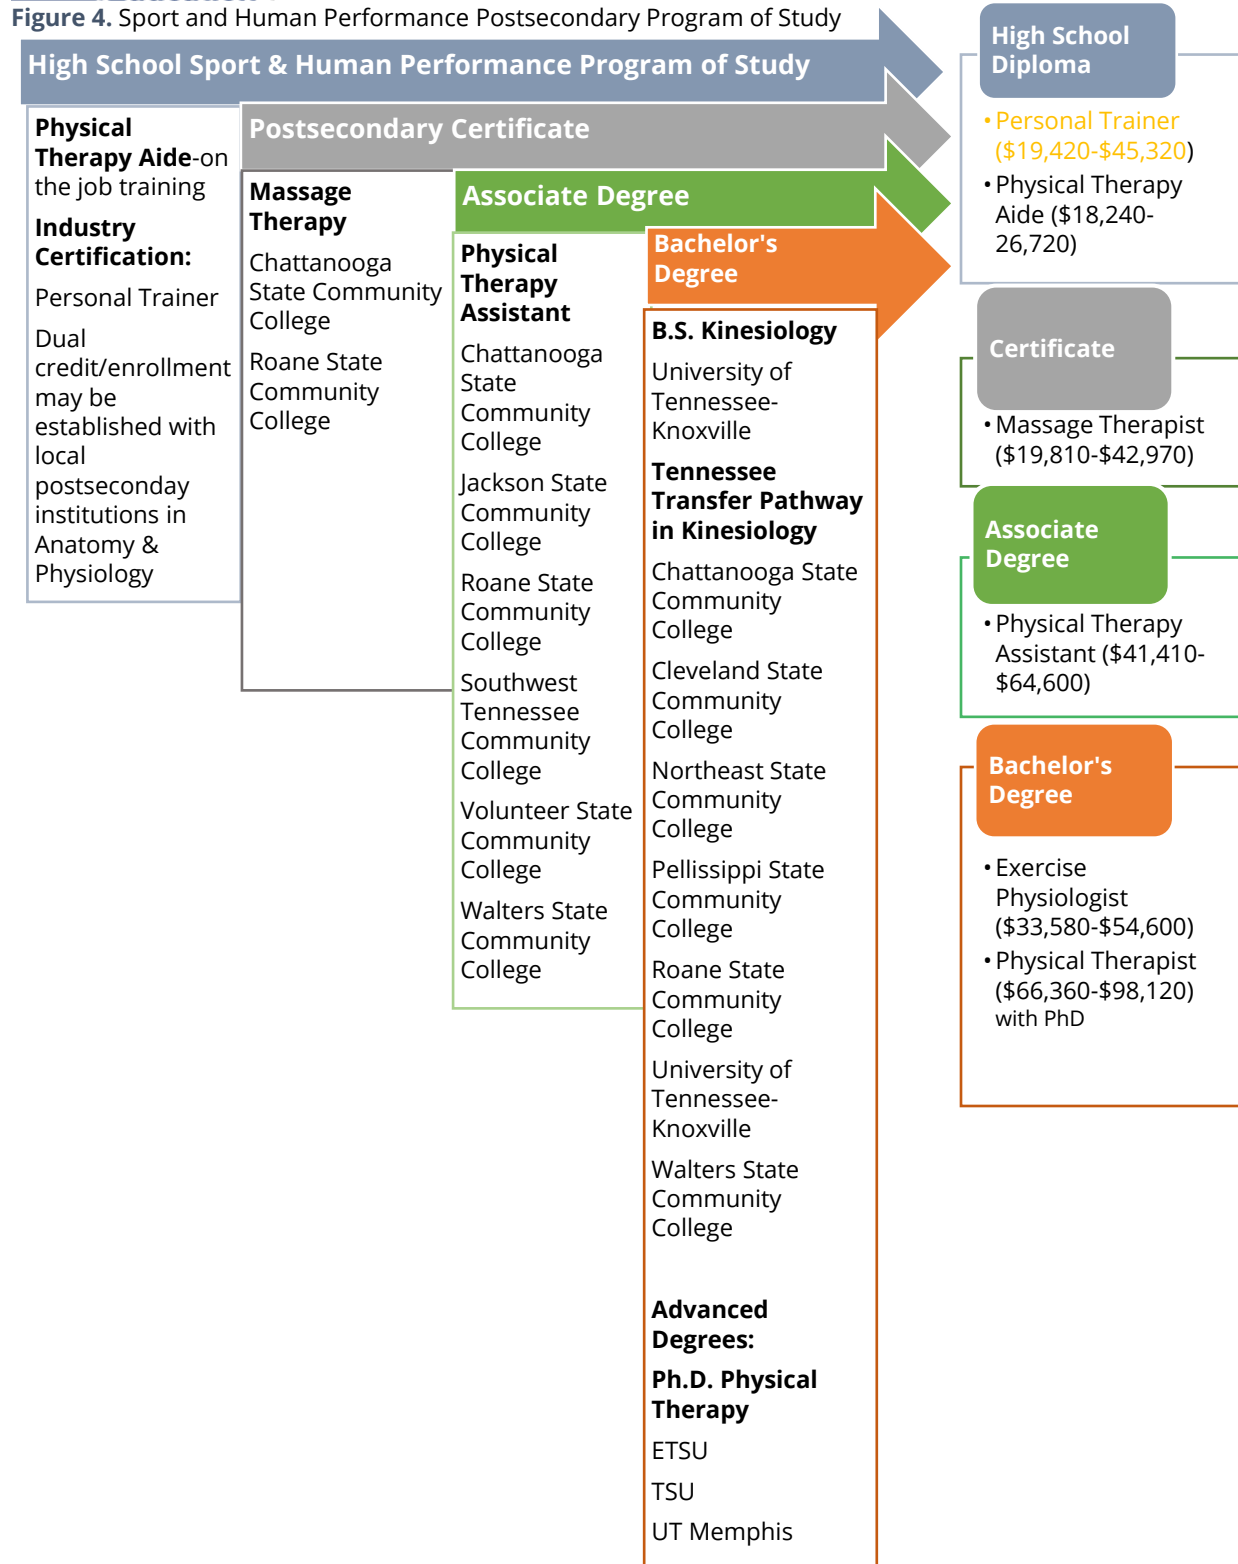 Figure 4. Sport and Human Performance Postsecondary Program of Study
High School Sport & Human Performance Program of Study
Physical
Therapy Aide-on
the job training
Industry
Certification:
Personal Trainer
Dual
credit/enrollment
may be
established with
local
postseconday
institutions in
Anatomy &
Physiology
Postsecondary Certificate
Massage
Therapy
Chattanooga
State Community
College
Roane State
Community
College
Associate Degree
Physical
Therapy
Assistant
Chattanooga
State
Community
College
Jackson State
Community
College
Roane State
Community
College
Southwest
Tennessee
Community
College
Volunteer State
Community
College
Walters State
Community
College
Bachelor's
Degree
B.S. Kinesiology
University of
Tennessee-
Knoxville
Tennessee
Transfer Pathway
in Kinesiology
Chattanooga State
Community
College
Cleveland State
Community
College
Northeast State
Community
College
Pellissippi State
Community
College
Roane State
Community
College
University of
Tennessee-
Knoxville
Walters State
Community
College
Advanced
Degrees:
Ph.D. Physical
Therapy
ETSU
TSU
UT Memphis
High School
Diploma
• Personal Trainer
($19,420-$45,320)
• Physical Therapy
Aide ($18,240-
26,720)
Certificate
• Massage Therapist
($19,810-$42,970)
Associate
Degree
• Physical Therapy
Assistant ($41,410-
$64,600)
Bachelor's
Degree
• Exercise
Physiologist
($33,580-$54,600)
• Physical Therapist
($66,360-$98,120)
with PhD